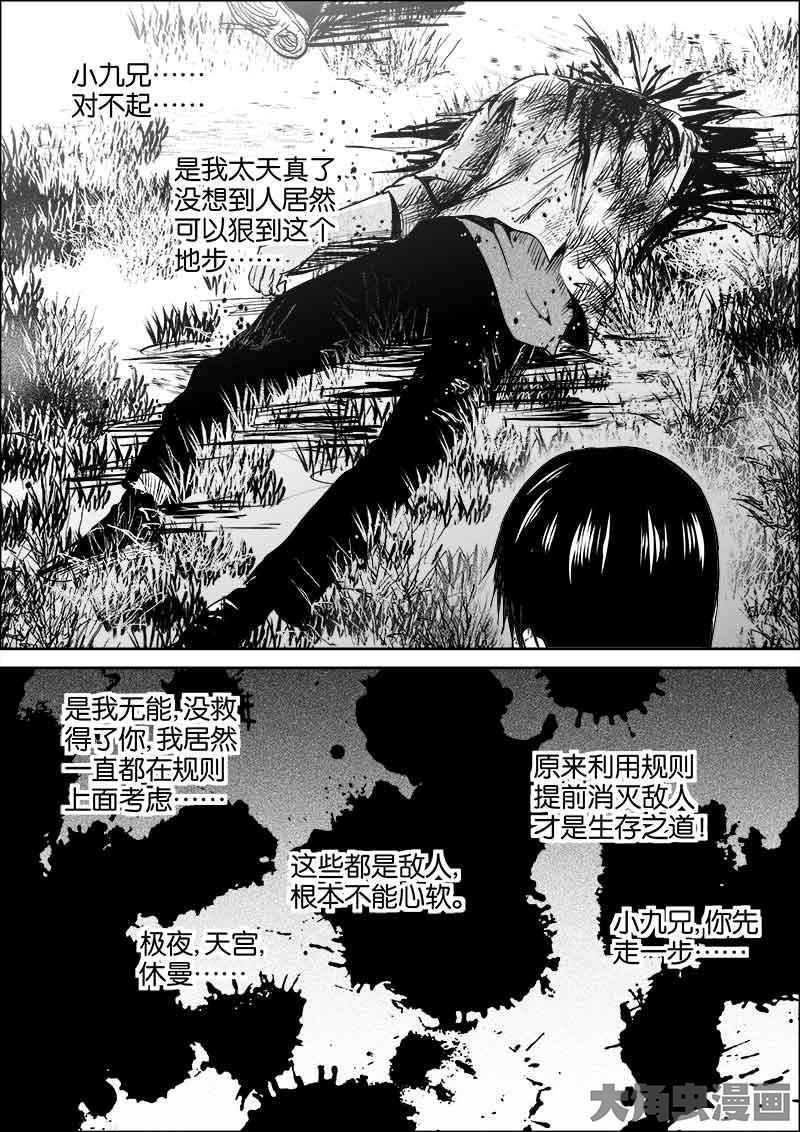 小九兄……
对不起……
是我太天真了,
没想到人居然
可以狠到这个
地步……
是我无能,没救
得了你,我居然
一直都在规则
上面考虑……
原来利用规则
提前消灭敌人
才是生存之道!
这些都是敌人,
根本不能心软。
极夜,天宫,
休曼……
小九兄,你先
走一步……
大角虫漫画